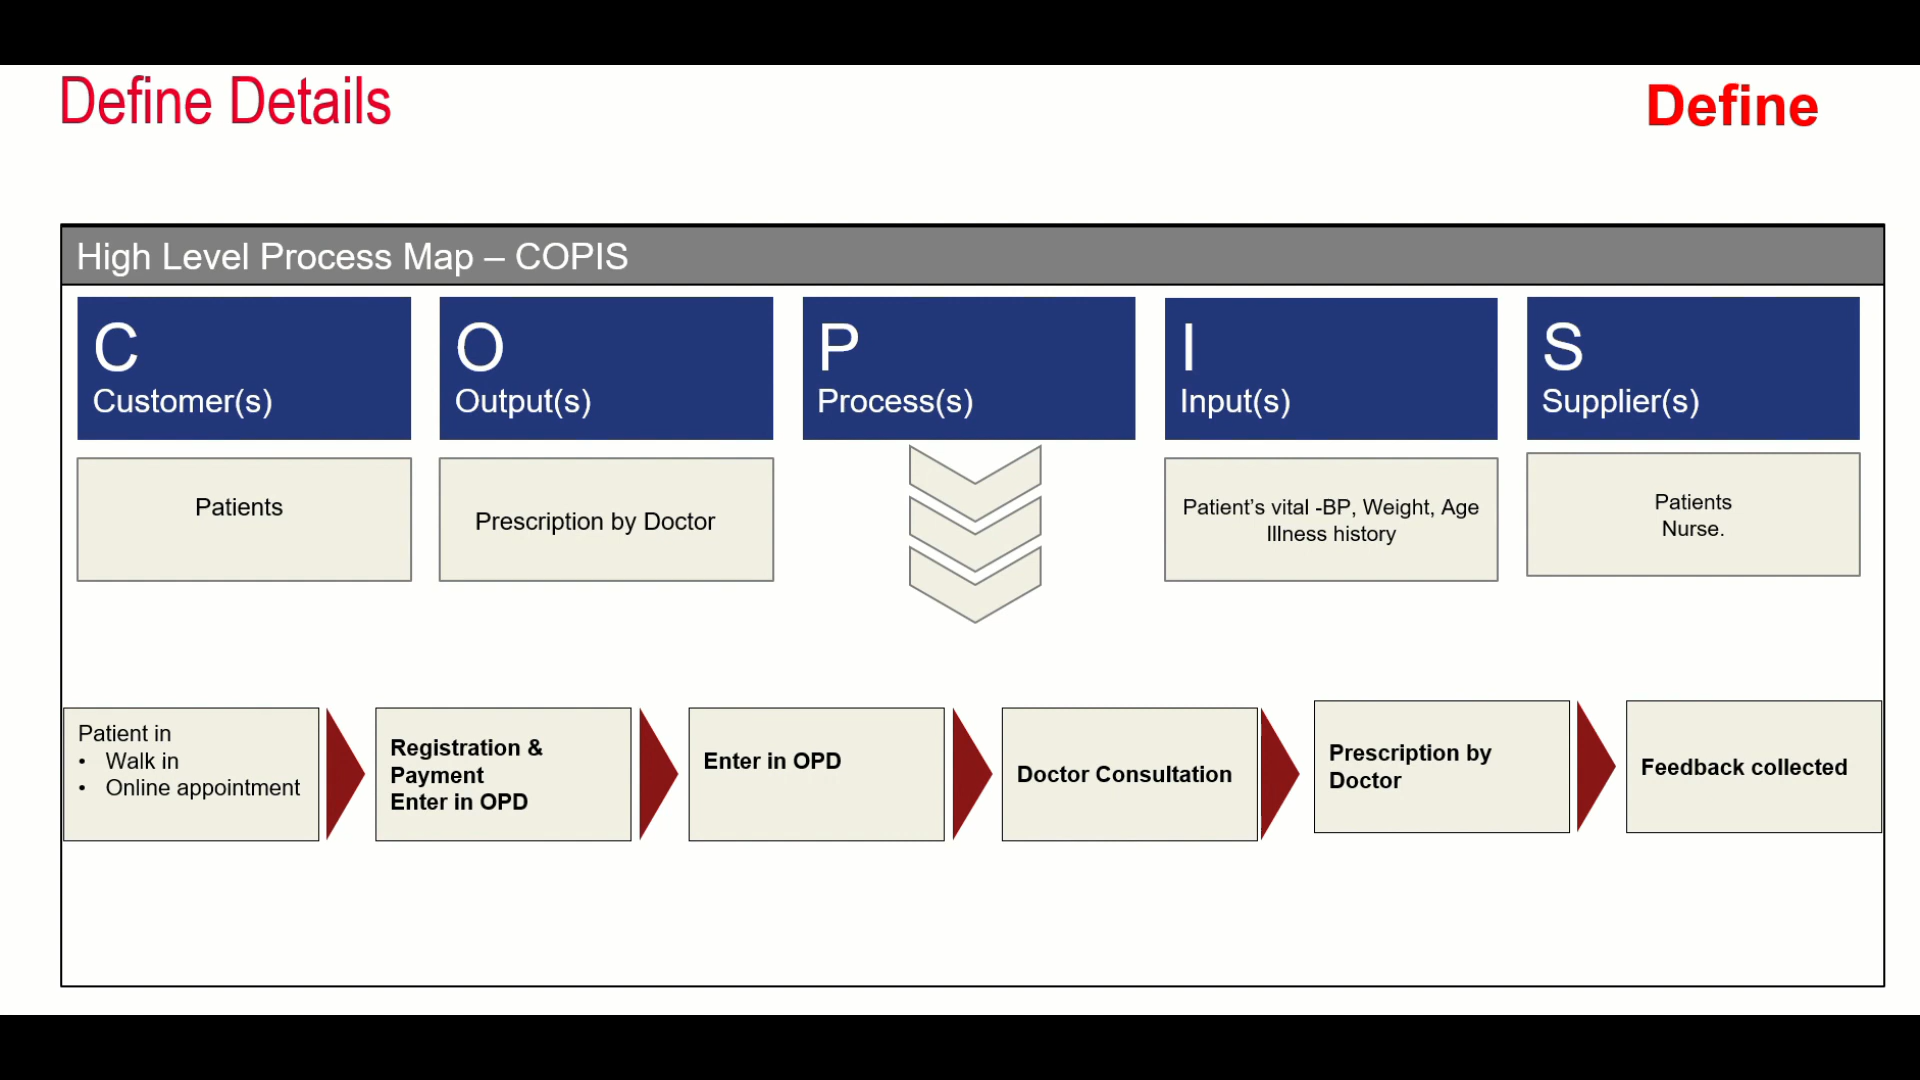 Define Details
Define
High Level Process Map – COPIS
C
Customer(s)
O
Output(s)
P
Process(s)
I
Input(s)
S
Supplier(s)
Patients
Prescription by Doctor
Patient’s vital -BP, Weight, Age
Illness history
Patients
Nurse.
Patient in
• Walk in
• Online appointment
Registration &
Payment
Enter in OPD
Enter in OPD
Doctor Consultation
Prescription by
Doctor
Feedback collected